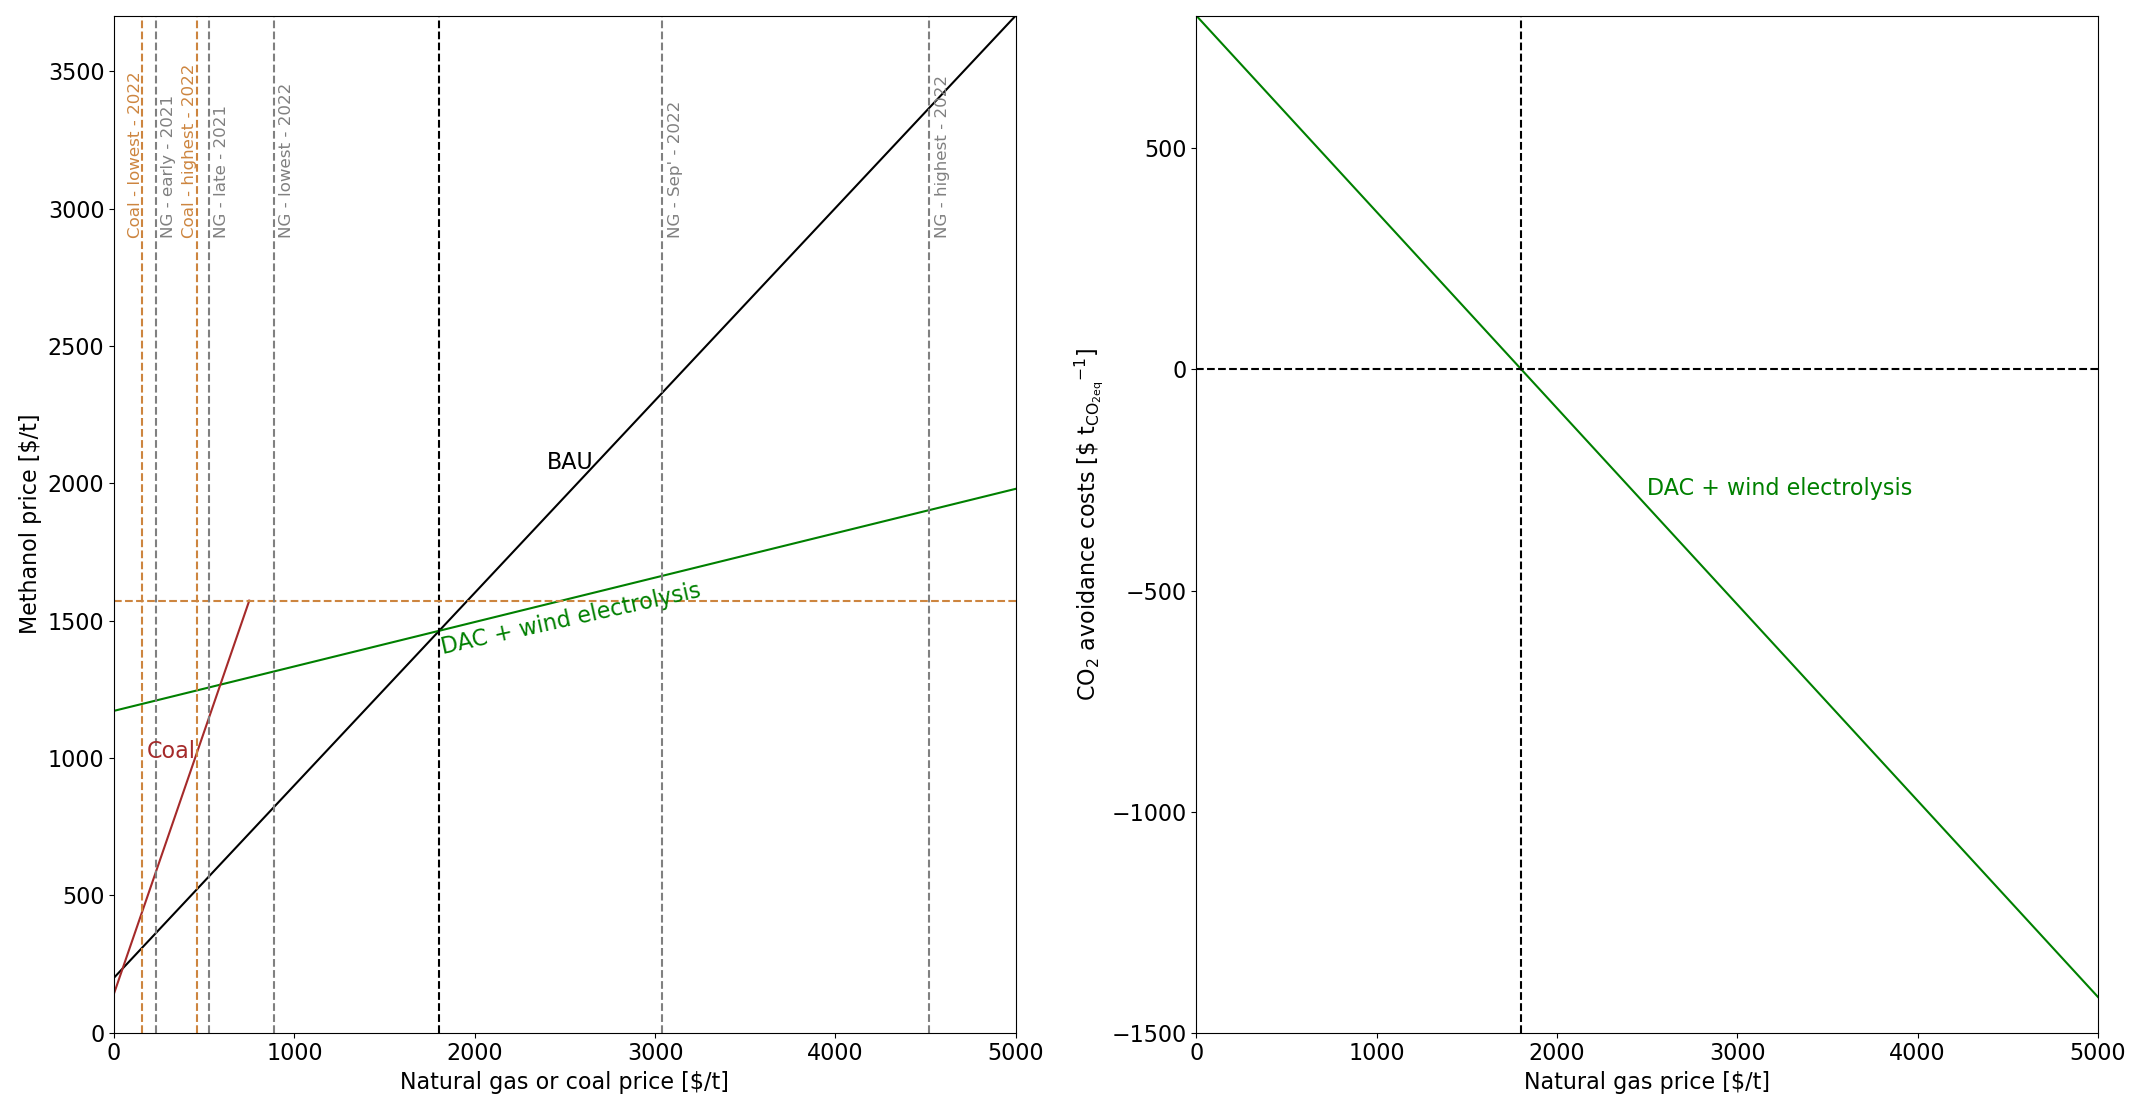 Methanol price [$/t]
3500
3000
2500
2000
1500
1000
500
0
Coal - lowest - 2022
NG - early - 2021
Coal - highest - 2022
NG - late - 2021
NG - lowest - 2022
NG - Sep' - 2022
NG - highest - 2022
BAU
DAC + wind electrolysis
Coal
0 1000 2000 3000 4000 5000
Natural gas or coal price [$/t]
CO₂ avoidance costs [$ t_CO₂eq⁻¹]
500
0
−500
−1000
−1500
DAC + wind electrolysis
0 1000 2000 3000 4000 5000
Natural gas price [$/t]